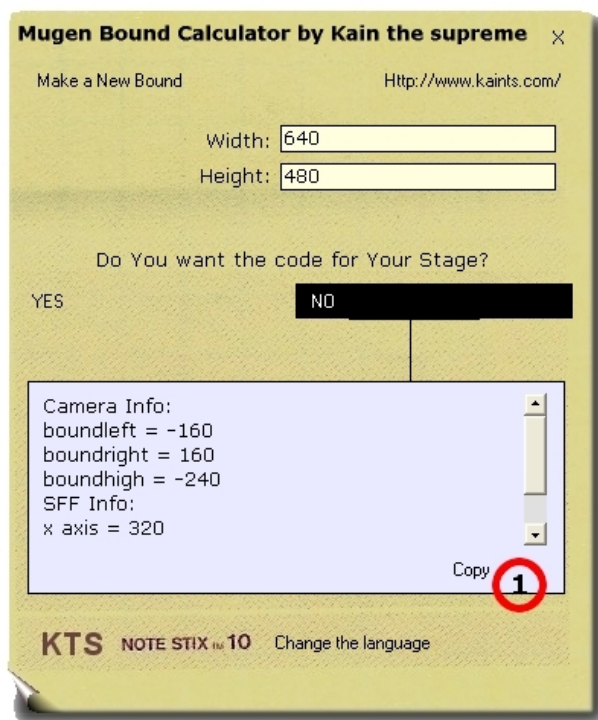 Mugen Bound Calculator by Kain the supreme X
Make a New Bound Http://www.kaints.com/
Width: 640
Height: 480
Do You want the code for Your Stage?
YES NO
Camera Info:
boundleft = -160
boundright = 160
boundhigh = -240
SFF Info:
x axis = 320
Copy 1
KTS NOTE STIX TM 10 Change the language